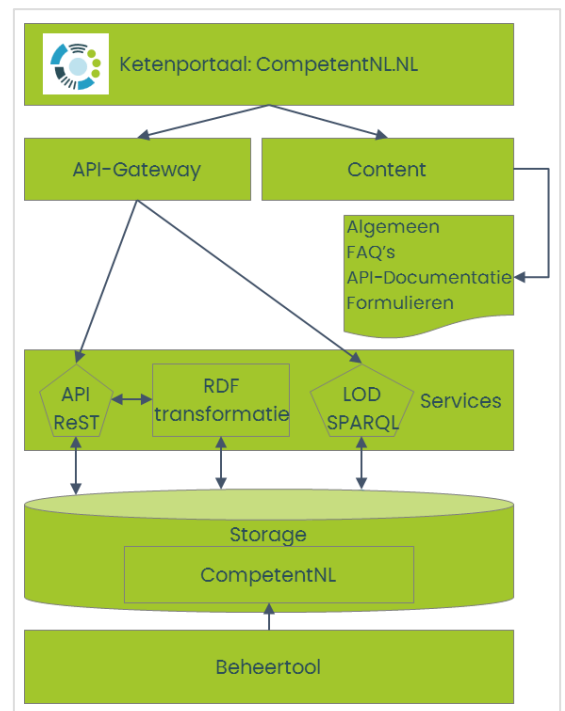 Ketenportaal: CompetentNL.NL
API-Gateway
Content
Algemeen
FAQ's
API-Documentatie
Formulieren
API
ReST
RDF
transformatie
LOD
SPARQL
Services
Storage
CompetentNL
Beheertool